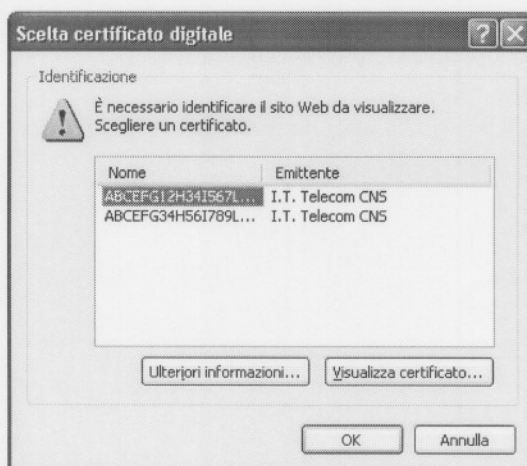 Scelta certificato digitale
Identificazione
È necessario identificare il sito Web da visualizzare.
Scegliere un certificato.
Nome Emittente
ABCEFG12H34I567L... I.T. Telecom CNS
ABCEFG34H56I789L... I.T. Telecom CNS
Ulteriori informazioni... Visualizza certificato...
OK Annulla